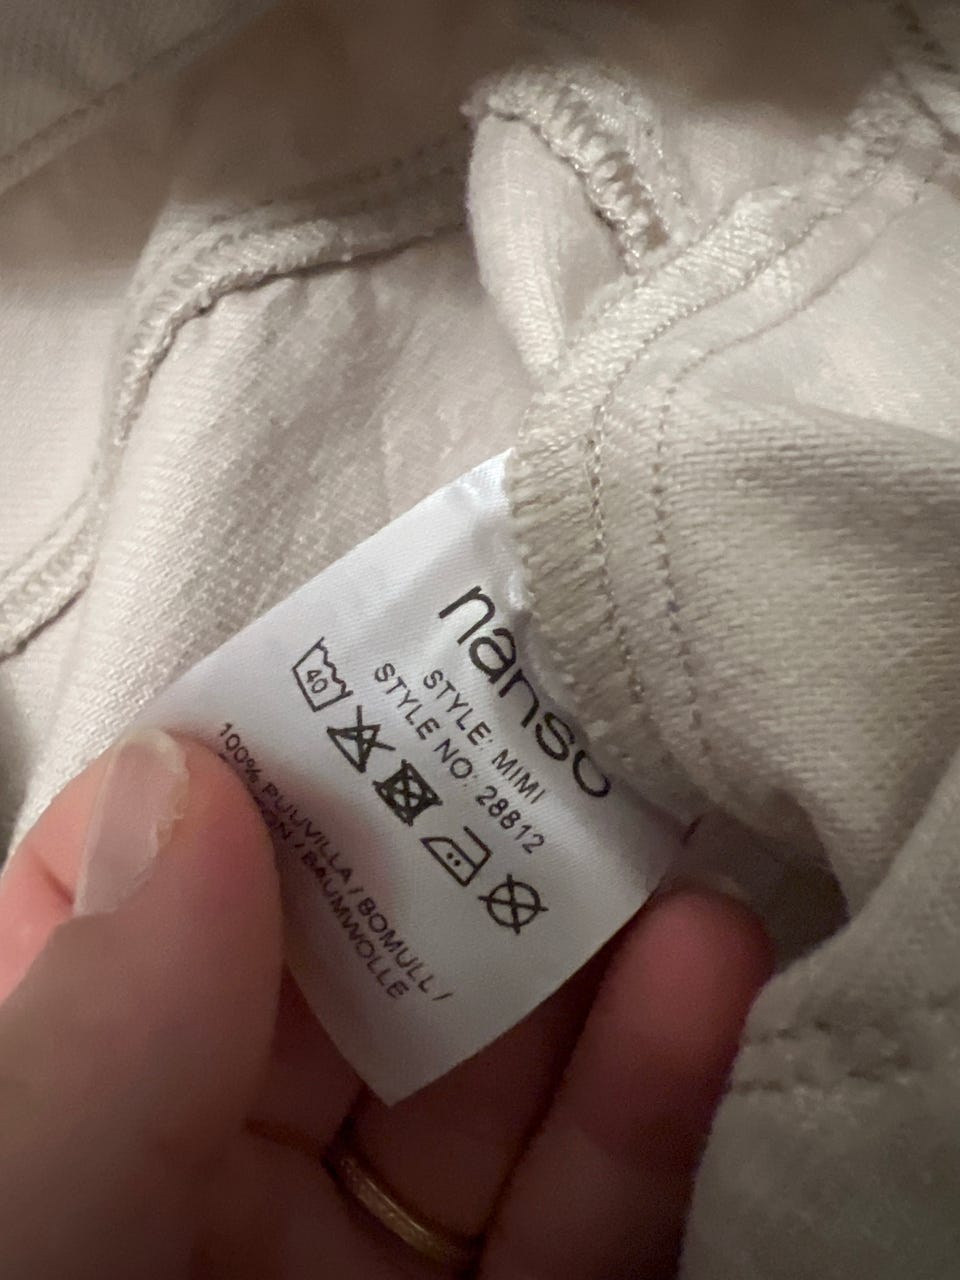 nanso
STYLE: MIMI
STYLE NO: 28812
40
100% PUUVILLA / BOMULL /
/ BAUMWOLLE